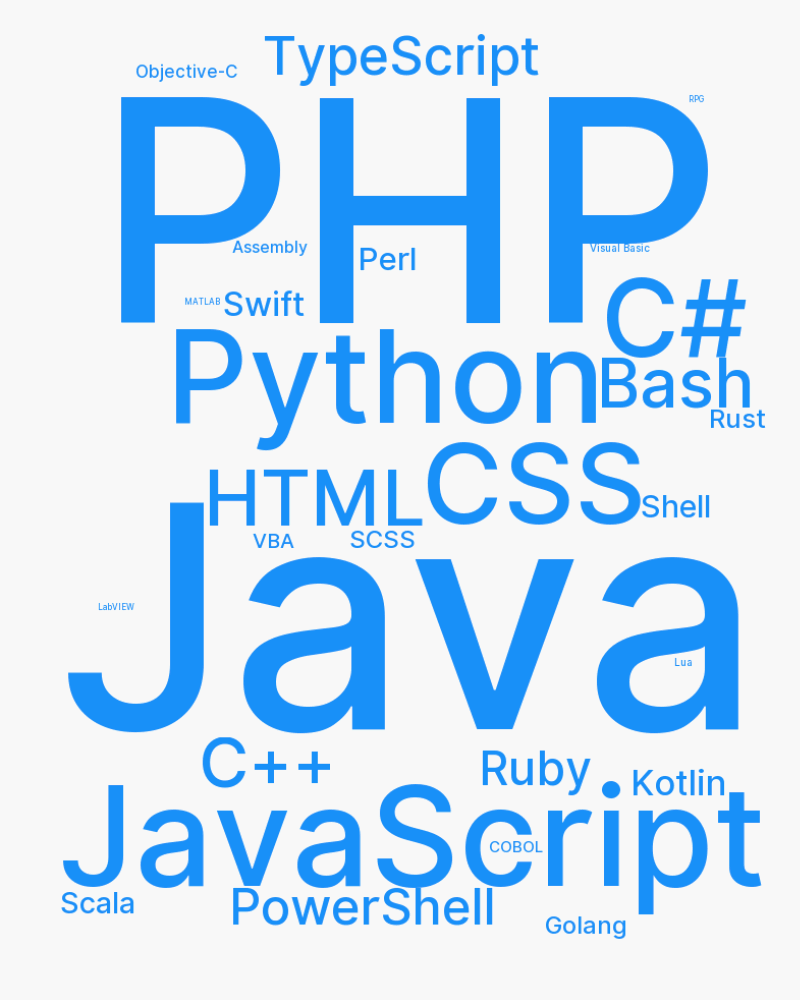 TypeScript
Objective-C
RPG
PHP
Assembly
Perl
Visual Basic
MATLAB
Swift
C#
Python
Bash
Rust
CSS
HTML
Shell
VBA
SCSS
Java
LabVIEW
Lua
C++
Ruby
Kotlin
JavaScript
COBOL
Scala
PowerShell
Golang